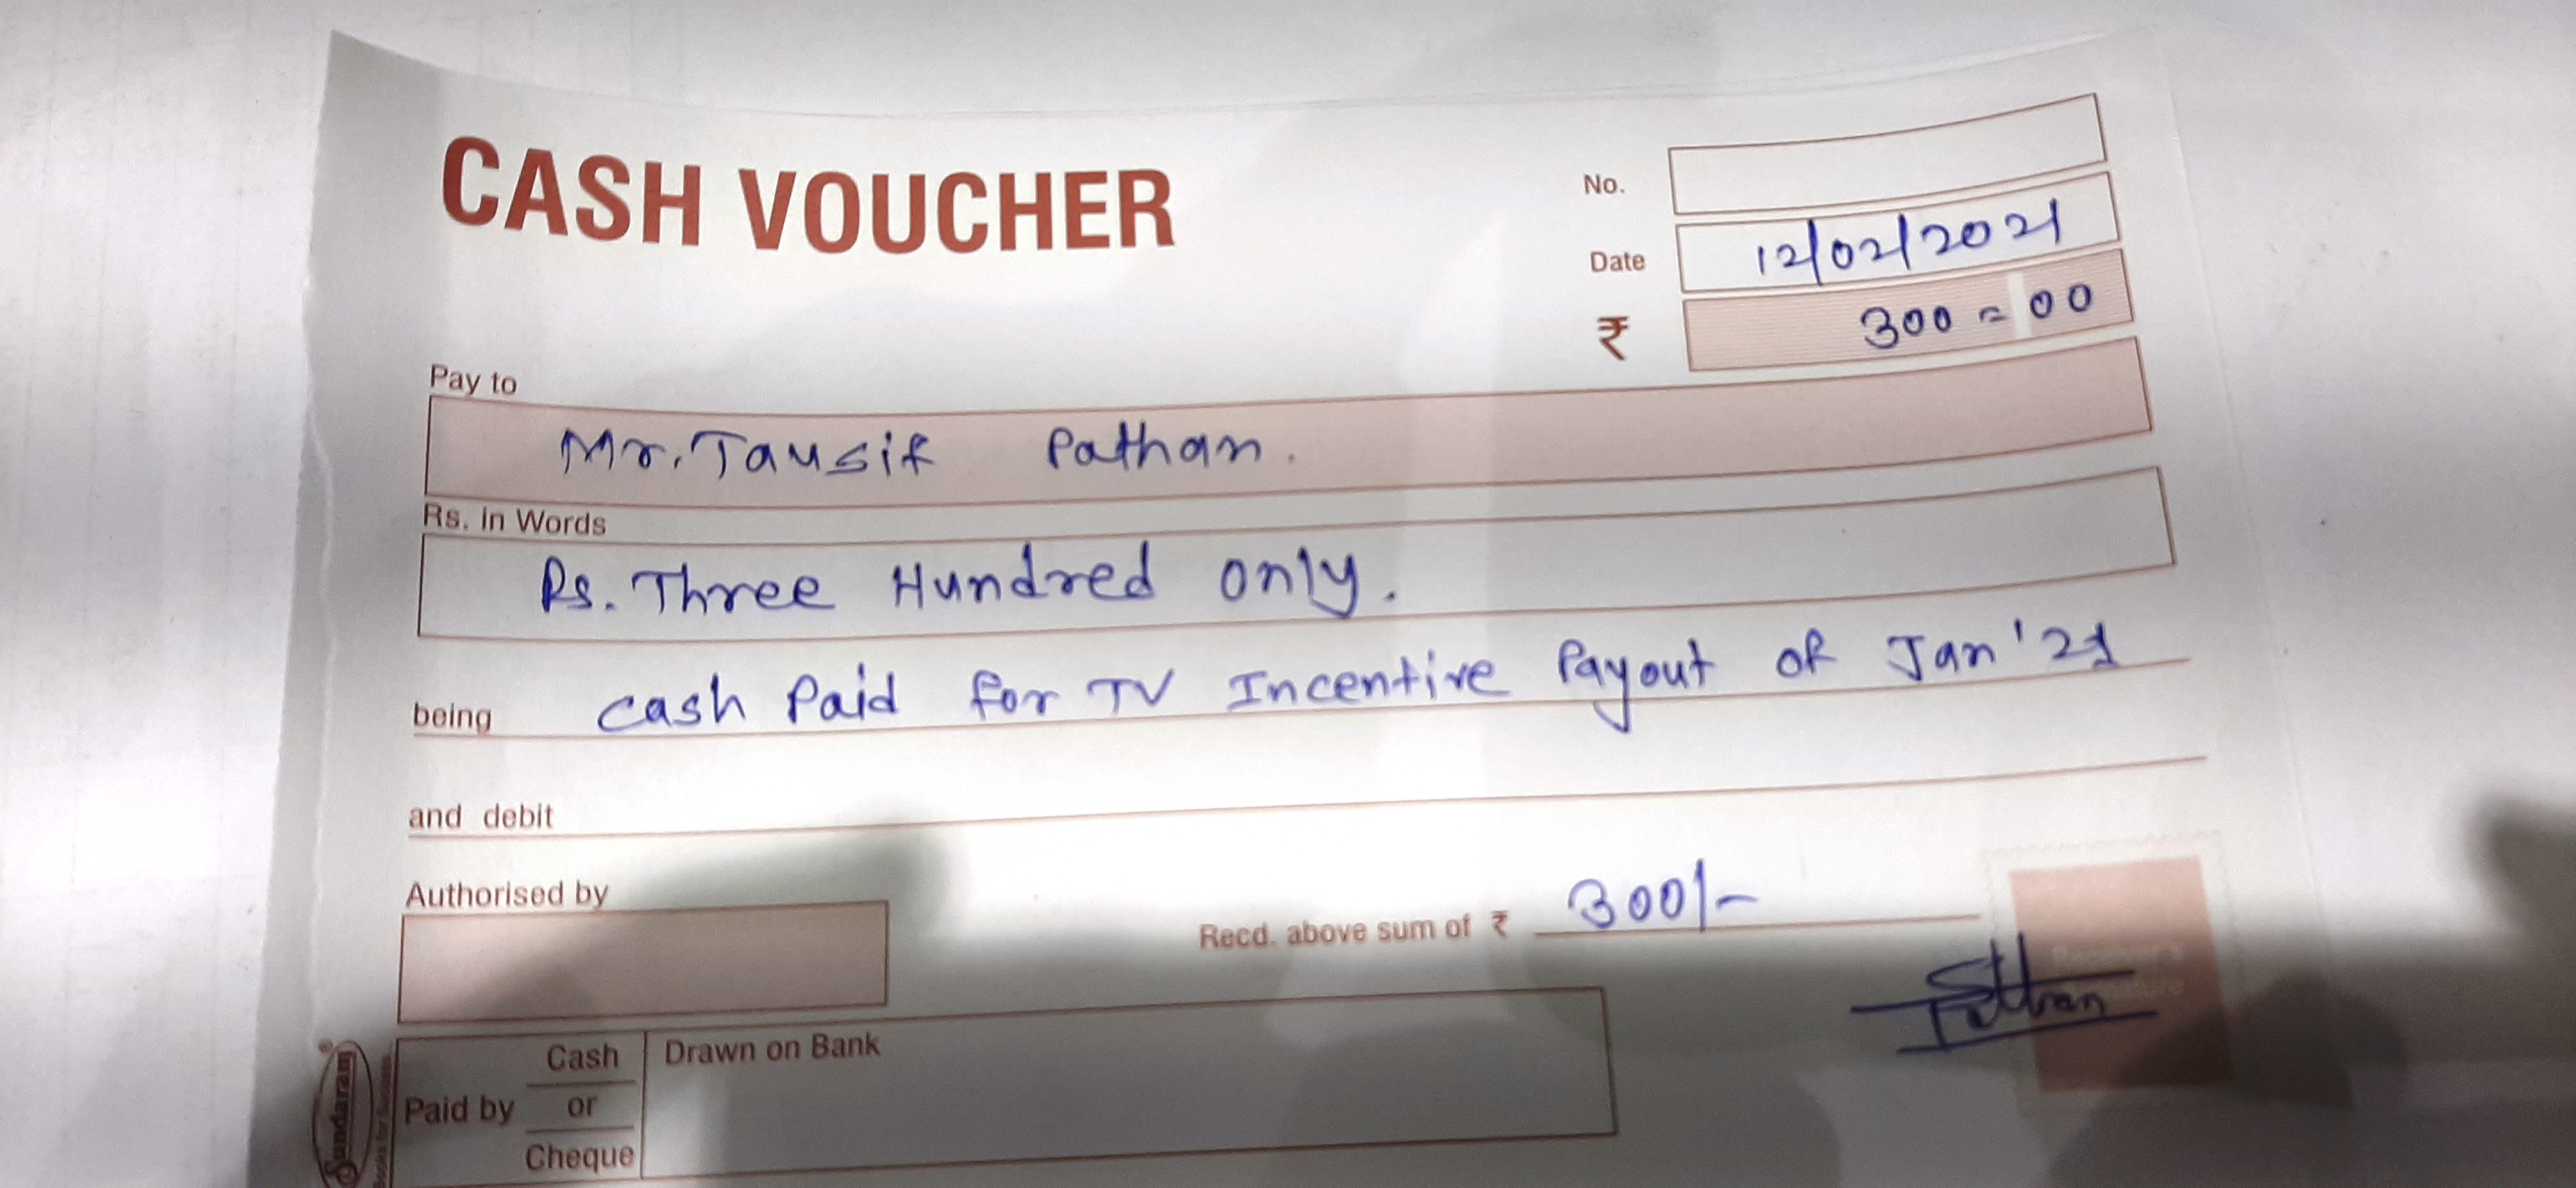 CASH VOUCHER
No.
Date 12/02/2021
₹ 300=00
Pay to
Mr. Tausif Pathan.
Rs. in Words
Rs. Three Hundred only.
being cash Paid for TV Incentive Payout of Jan'21
and debit
Authorised by
Recd. above sum of ₹ 300/-
Paid by Cash or Cheque
Drawn on Bank
Sundaram